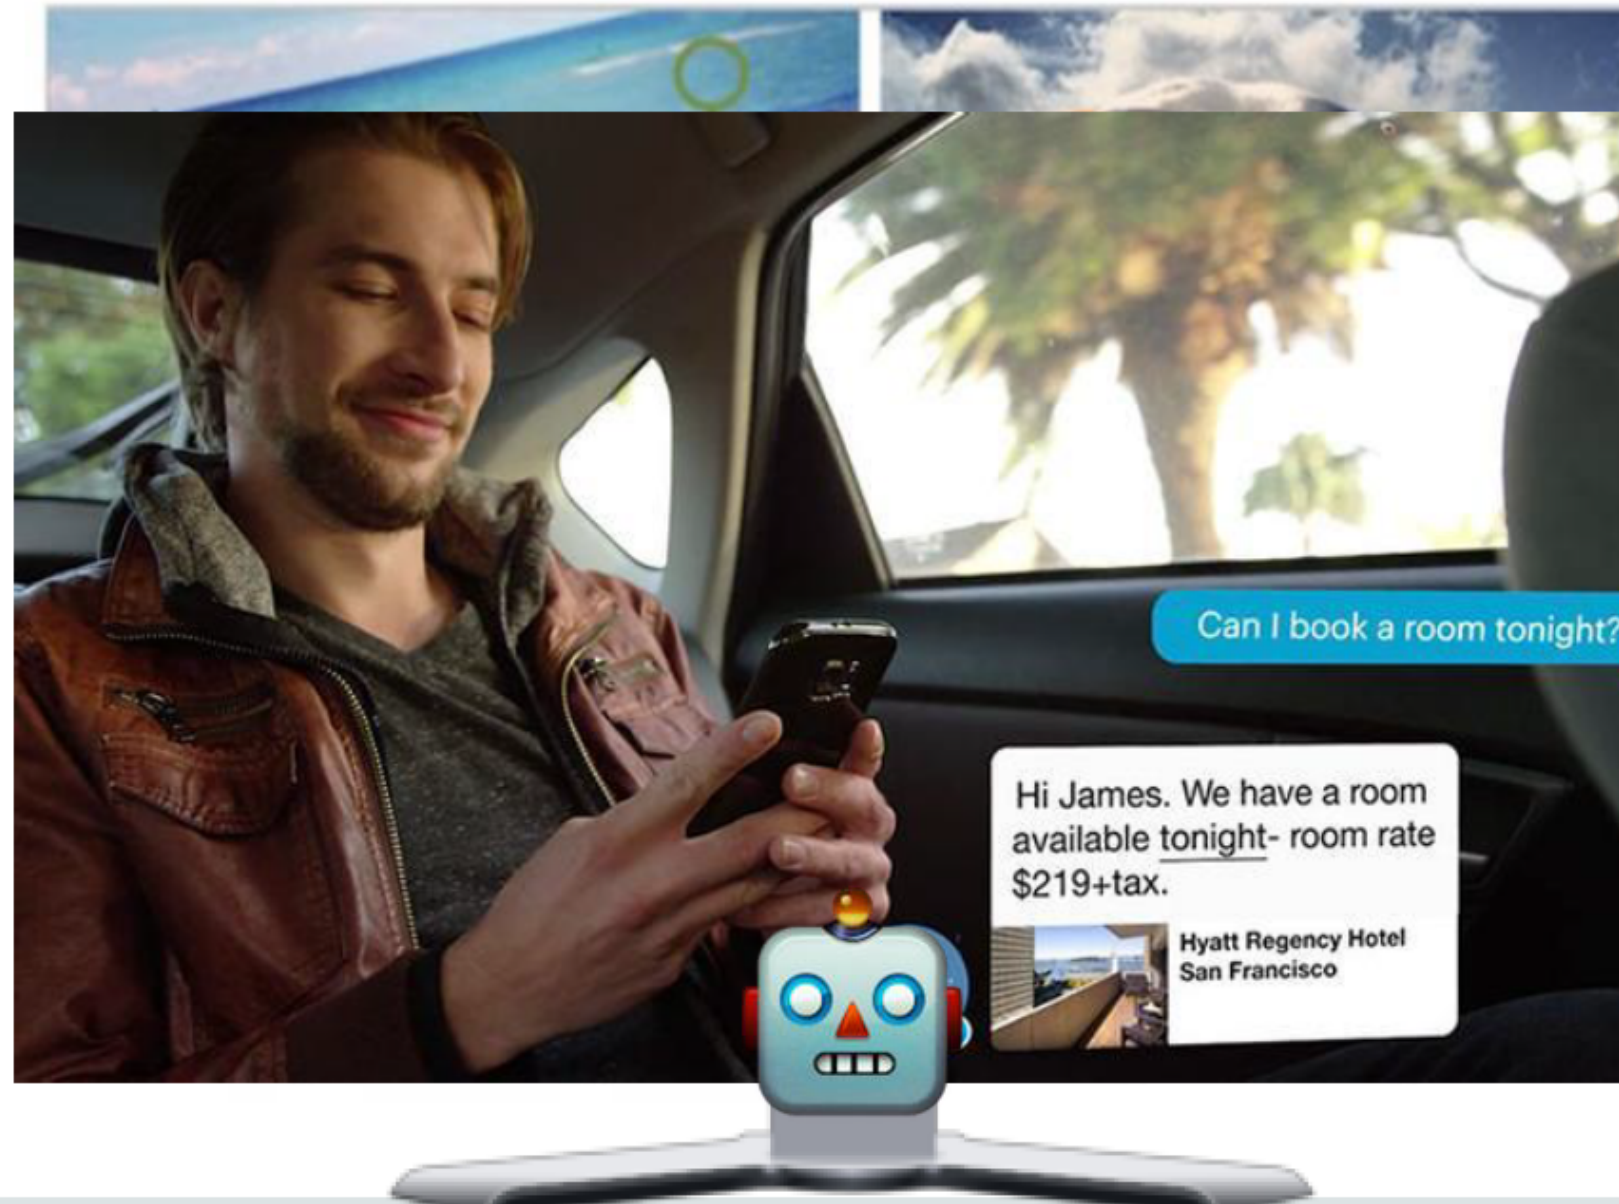 Can I book a room tonight?
Hi James. We have a room
available tonight- room rate
$219+tax.
Hyatt Regency Hotel
San Francisco